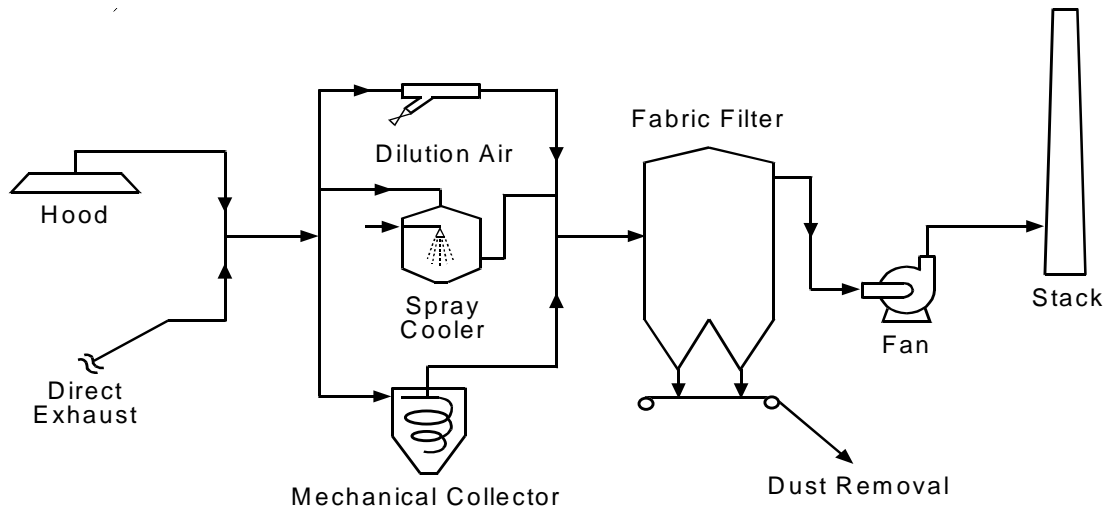 Hood
Direct
Exhaust
Dilution Air
Spray
Cooler
Mechanical Collector
Fabric Filter
Dust Removal
Fan
Stack